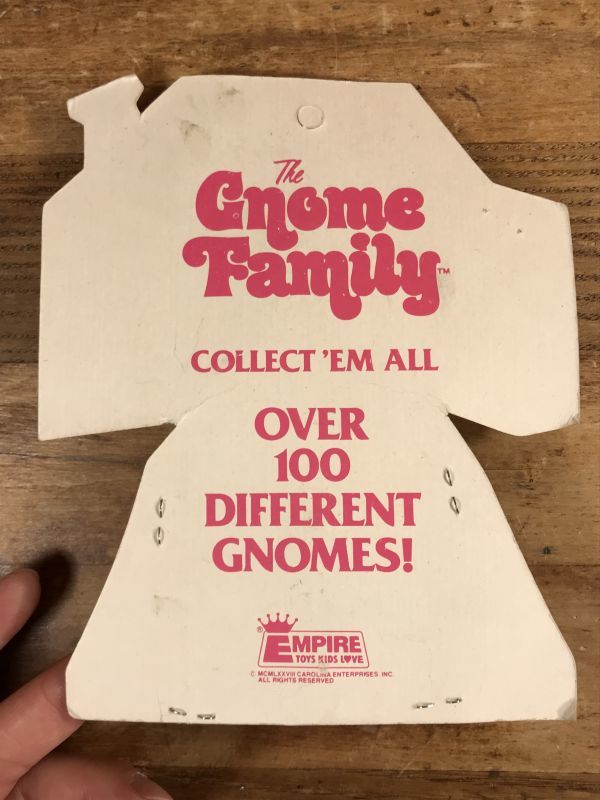 The
Gnome
Family™
COLLECT 'EM ALL
OVER
100
DIFFERENT
GNOMES!
® EMPIRE
TOYS KIDS LOVE
© MCMLXXVIII CAROLINA ENTERPRISES. INC.
ALL RIGHTS RESERVED